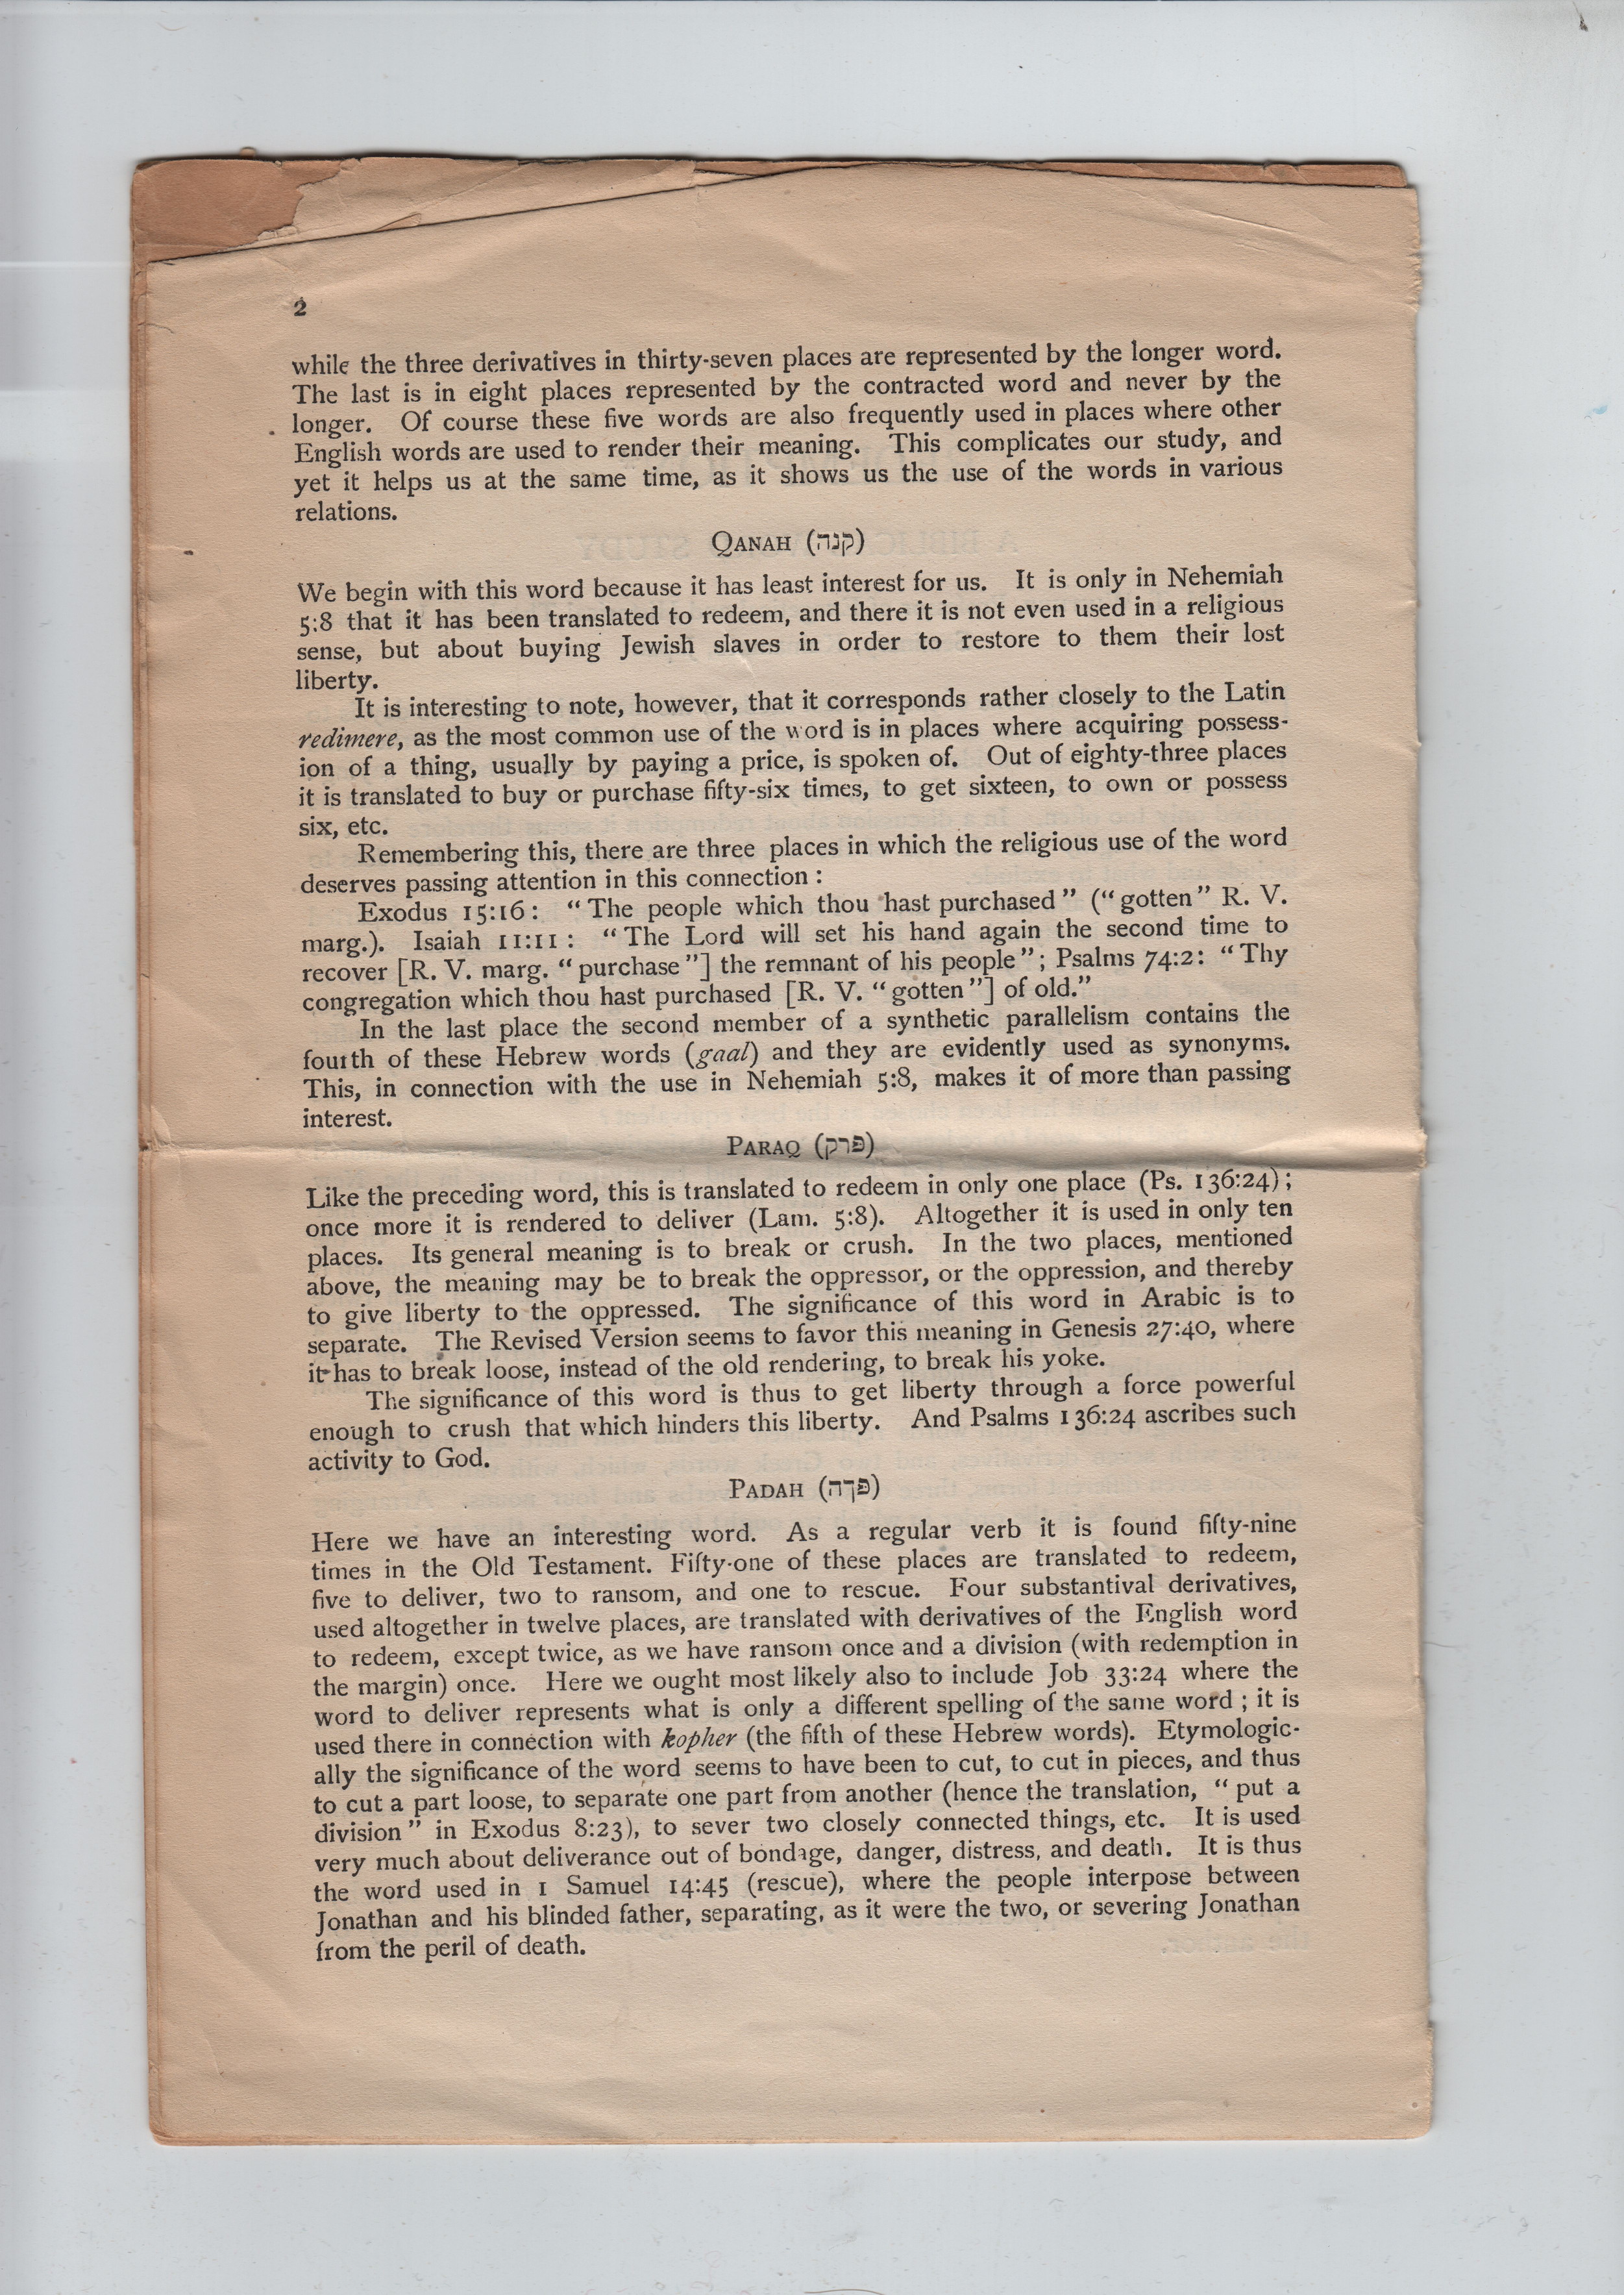 2
while the three derivatives in thirty-seven places are represented by the longer word.
The last is in eight places represented by the contracted word and never by the
longer. Of course these five words are also frequently used in places where other
English words are used to render their meaning. This complicates our study, and
yet it helps us at the same time, as it shows us the use of the words in various
relations.
QANAH (קנה)
We begin with this word because it has least interest for us. It is only in Nehemiah
5:8 that it has been translated to redeem, and there it is not even used in a religious
sense, but about buying Jewish slaves in order to restore to them their lost
liberty.
It is interesting to note, however, that it corresponds rather closely to the Latin
redimere, as the most common use of the word is in places where acquiring possess-
ion of a thing, usually by paying a price, is spoken of. Out of eighty-three places
it is translated to buy or purchase fifty-six times, to get sixteen, to own or possess
six, etc.
Remembering this, there are three places in which the religious use of the word
deserves passing attention in this connection :
Exodus 15:16 : “ The people which thou hast purchased ” (“ gotten ” R. V.
marg.). Isaiah 11:11 : “ The Lord will set his hand again the second time to
recover [R. V. marg. “ purchase ”] the remnant of his people ” ; Psalms 74:2 : “ Thy
congregation which thou hast purchased [R. V. “ gotten ”] of old.”
In the last place the second member of a synthetic parallelism contains the
fourth of these Hebrew words (gaal) and they are evidently used as synonyms.
This, in connection with the use in Nehemiah 5:8, makes it of more than passing
interest.
PARAQ (פרק)
Like the preceding word, this is translated to redeem in only one place (Ps. 136:24) ;
once more it is rendered to deliver (Lam. 5:8). Altogether it is used in only ten
places. Its general meaning is to break or crush. In the two places, mentioned
above, the meaning may be to break the oppressor, or the oppression, and thereby
to give liberty to the oppressed. The significance of this word in Arabic is to
separate. The Revised Version seems to favor this meaning in Genesis 27:40, where
it has to break loose, instead of the old rendering, to break his yoke.
The significance of this word is thus to get liberty through a force powerful
enough to crush that which hinders this liberty. And Psalms 136:24 ascribes such
activity to God.
PADAH (פדה)
Here we have an interesting word. As a regular verb it is found fifty-nine
times in the Old Testament. Fifty-one of these places are translated to redeem,
five to deliver, two to ransom, and one to rescue. Four substantival derivatives,
used altogether in twelve places, are translated with derivatives of the English word
to redeem, except twice, as we have ransom once and a division (with redemption in
the margin) once. Here we ought most likely also to include Job 33:24 where the
word to deliver represents what is only a different spelling of the same word ; it is
used there in connection with kopher (the fifth of these Hebrew words). Etymologic-
ally the significance of the word seems to have been to cut, to cut in pieces, and thus
to cut a part loose, to separate one part from another (hence the translation, “ put a
division ” in Exodus 8:23), to sever two closely connected things, etc. It is used
very much about deliverance out of bondage, danger, distress, and death. It is thus
the word used in 1 Samuel 14:45 (rescue), where the people interpose between
Jonathan and his blinded father, separating, as it were the two, or severing Jonathan
from the peril of death.